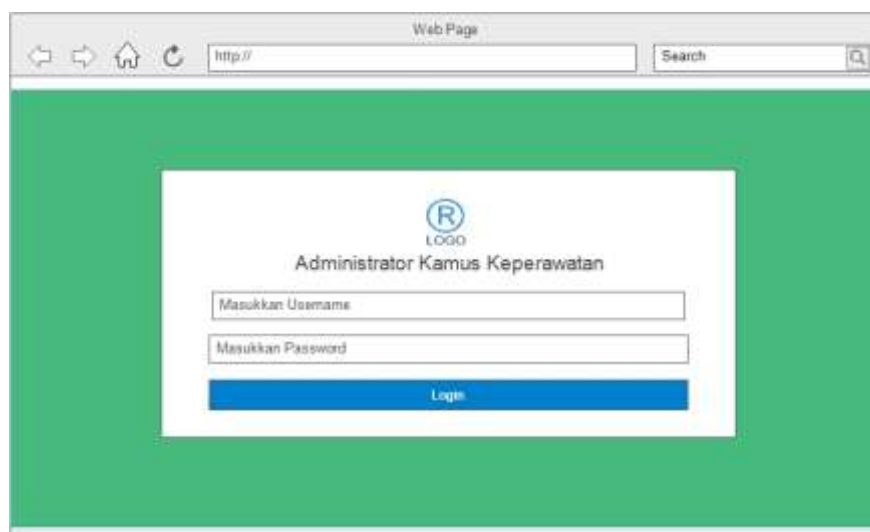 Web Page
http://
Search
R
LOGO
Administrator Kamus Keperawatan
Masukkan Username
Masukkan Password
Login